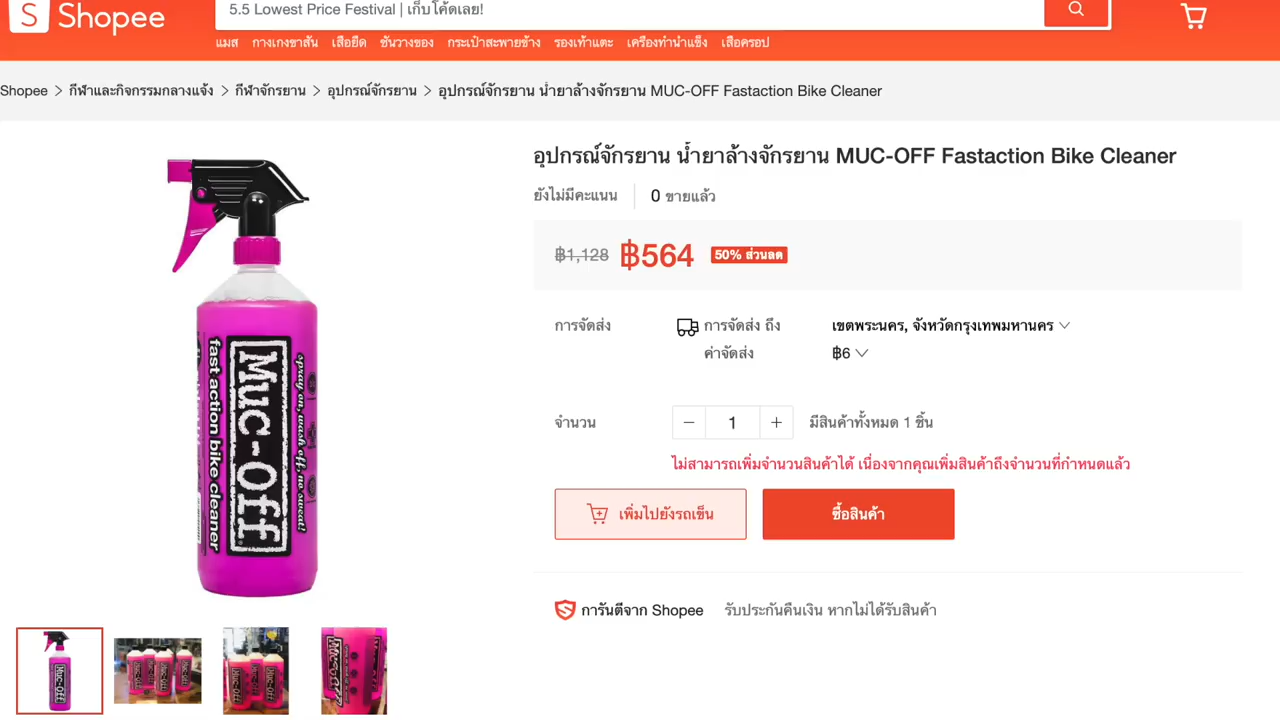 S Shopee
5.5 Lowest Price Festival | เก็บโค้ดเลย!
แมส กางเกงขาสั้น เสื้อยืด ชั้นวางของ กระเป๋าสะพายข้าง รองเท้าแตะ เครื่องทำน้ำแข็ง เสื้อครอป
Shopee > กีฬาและกิจกรรมกลางแจ้ง > กีฬาจักรยาน > อุปกรณ์จักรยาน > อุปกรณ์จักรยาน น้ำยาล้างจักรยาน MUC-OFF Fastaction Bike Cleaner
อุปกรณ์จักรยาน น้ำยาล้างจักรยาน MUC-OFF Fastaction Bike Cleaner
ยังไม่มีคะแนน 0 ขายแล้ว
฿1,128 ฿564 50% ส่วนลด
การจัดส่ง การจัดส่ง ถึง เขตพระนคร, จังหวัดกรุงเทพมหานคร
ค่าจัดส่ง ฿6
จำนวน − 1 + มีสินค้าทั้งหมด 1 ชิ้น
ไม่สามารถเพิ่มจำนวนสินค้าได้ เนื่องจากคุณเพิ่มสินค้าถึงจำนวนที่กำหนดแล้ว
เพิ่มไปยังรถเข็น ซื้อสินค้า
การันตีจาก Shopee รับประกันคืนเงิน หากไม่ได้รับสินค้า
spray on, wash off, no sweat!
Muc-Off
fast action bike cleaner
Muc-Off